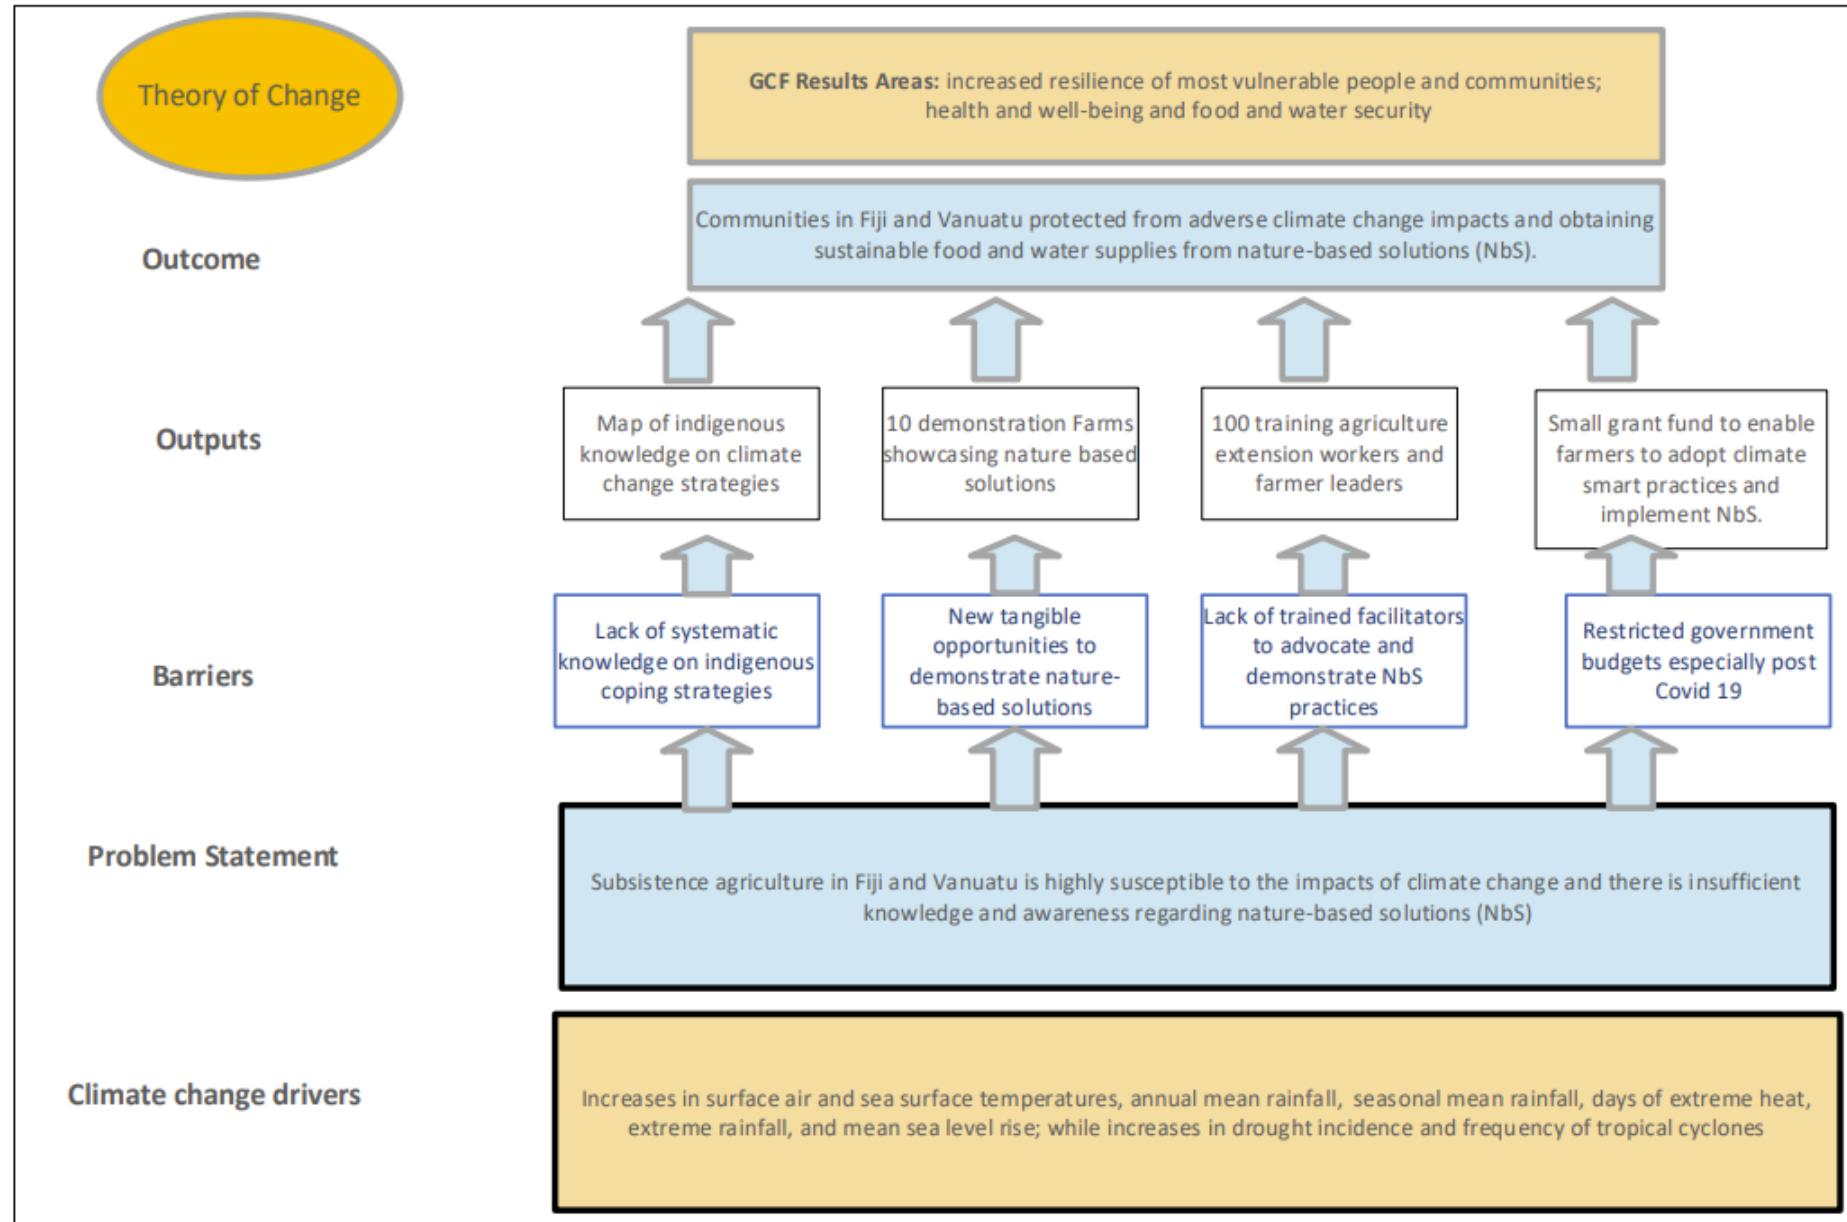 Theory of Change
GCF Results Areas: increased resilience of most vulnerable people and communities;
health and well-being and food and water security
Outcome
Communities in Fiji and Vanuatu protected from adverse climate change impacts and obtaining
sustainable food and water supplies from nature-based solutions (NbS).
Outputs
Map of indigenous
knowledge on climate
change strategies
10 demonstration Farms
showcasing nature based
solutions
100 training agriculture
extension workers and
farmer leaders
Small grant fund to enable
farmers to adopt climate
smart practices and
implement NbS.
Barriers
Lack of systematic
knowledge on indigenous
coping strategies
New tangible
opportunities to
demonstrate nature-
based solutions
Lack of trained facilitators
to advocate and
demonstrate NbS
practices
Restricted government
budgets especially post
Covid 19
Problem Statement
Subsistence agriculture in Fiji and Vanuatu is highly susceptible to the impacts of climate change and there is insufficient
knowledge and awareness regarding nature-based solutions (NbS)
Climate change drivers
Increases in surface air and sea surface temperatures, annual mean rainfall, seasonal mean rainfall, days of extreme heat,
extreme rainfall, and mean sea level rise; while increases in drought incidence and frequency of tropical cyclones